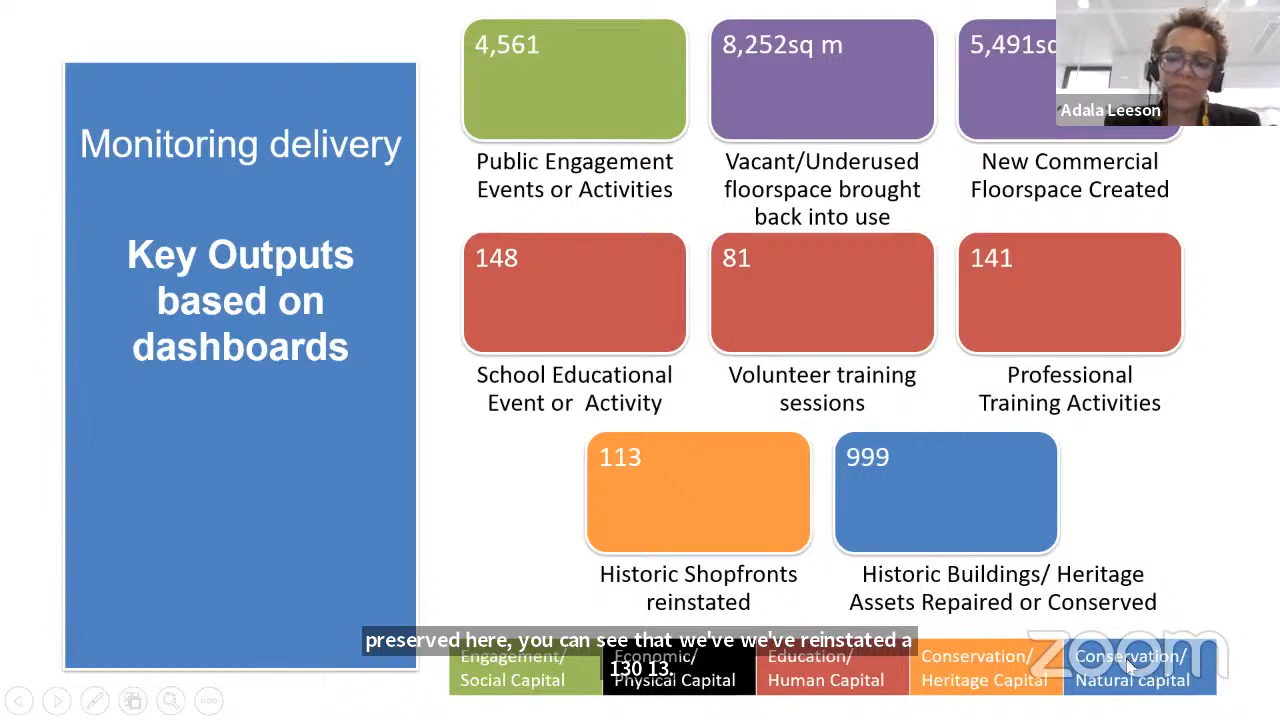 Monitoring delivery
Key Outputs
based on
dashboards
4,561
Public Engagement
Events or Activities
8,252sq m
Vacant/Underused
floorspace brought
back into use
5,491sq
New Commercial
Floorspace Created
Adala Leeson
148
School Educational
Event or Activity
81
Volunteer training
sessions
141
Professional
Training Activities
113
Historic Shopfronts
reinstated
999
Historic Buildings/ Heritage
Assets Repaired or Conserved
preserved here, you can see that we've we've reinstated a
130 13.
Engagement/
Social Capital
Economic/
Physical Capital
Education/
Human Capital
Conservation/
Heritage Capital
Conservation/
Natural capital
zoom